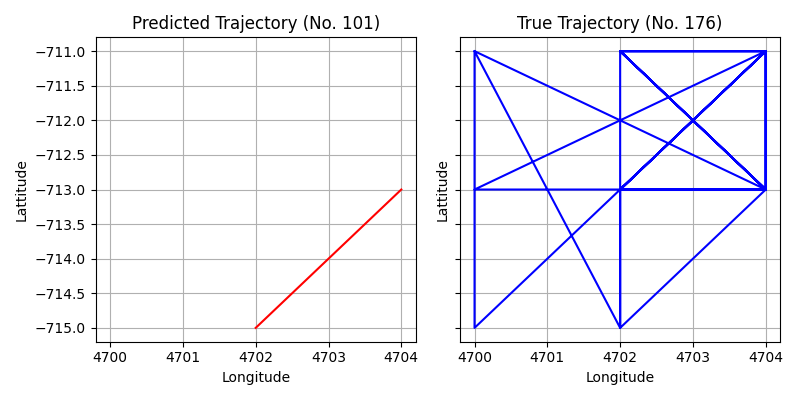 Predicted Trajectory (No. 101)
True Trajectory (No. 176)
Lattitude
−711.0
−711.5
−712.0
−712.5
−713.0
−713.5
−714.0
−714.5
−715.0
4700 4701 4702 4703 4704
Longitude
Lattitude
4700 4701 4702 4703 4704
Longitude